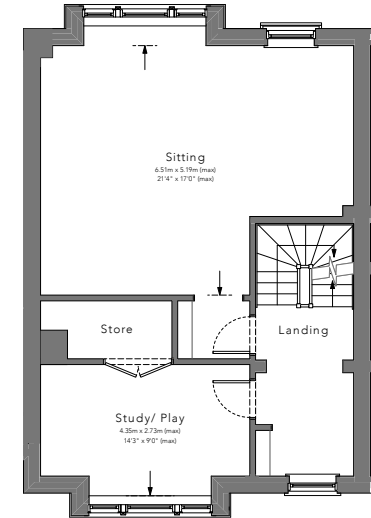 Sitting
6.51m x 5.19m (max)
21'4" x 17'0" (max)
Store
Landing
Study/ Play
4.35m x 2.73m (max)
14'3" x 9'0" (max)